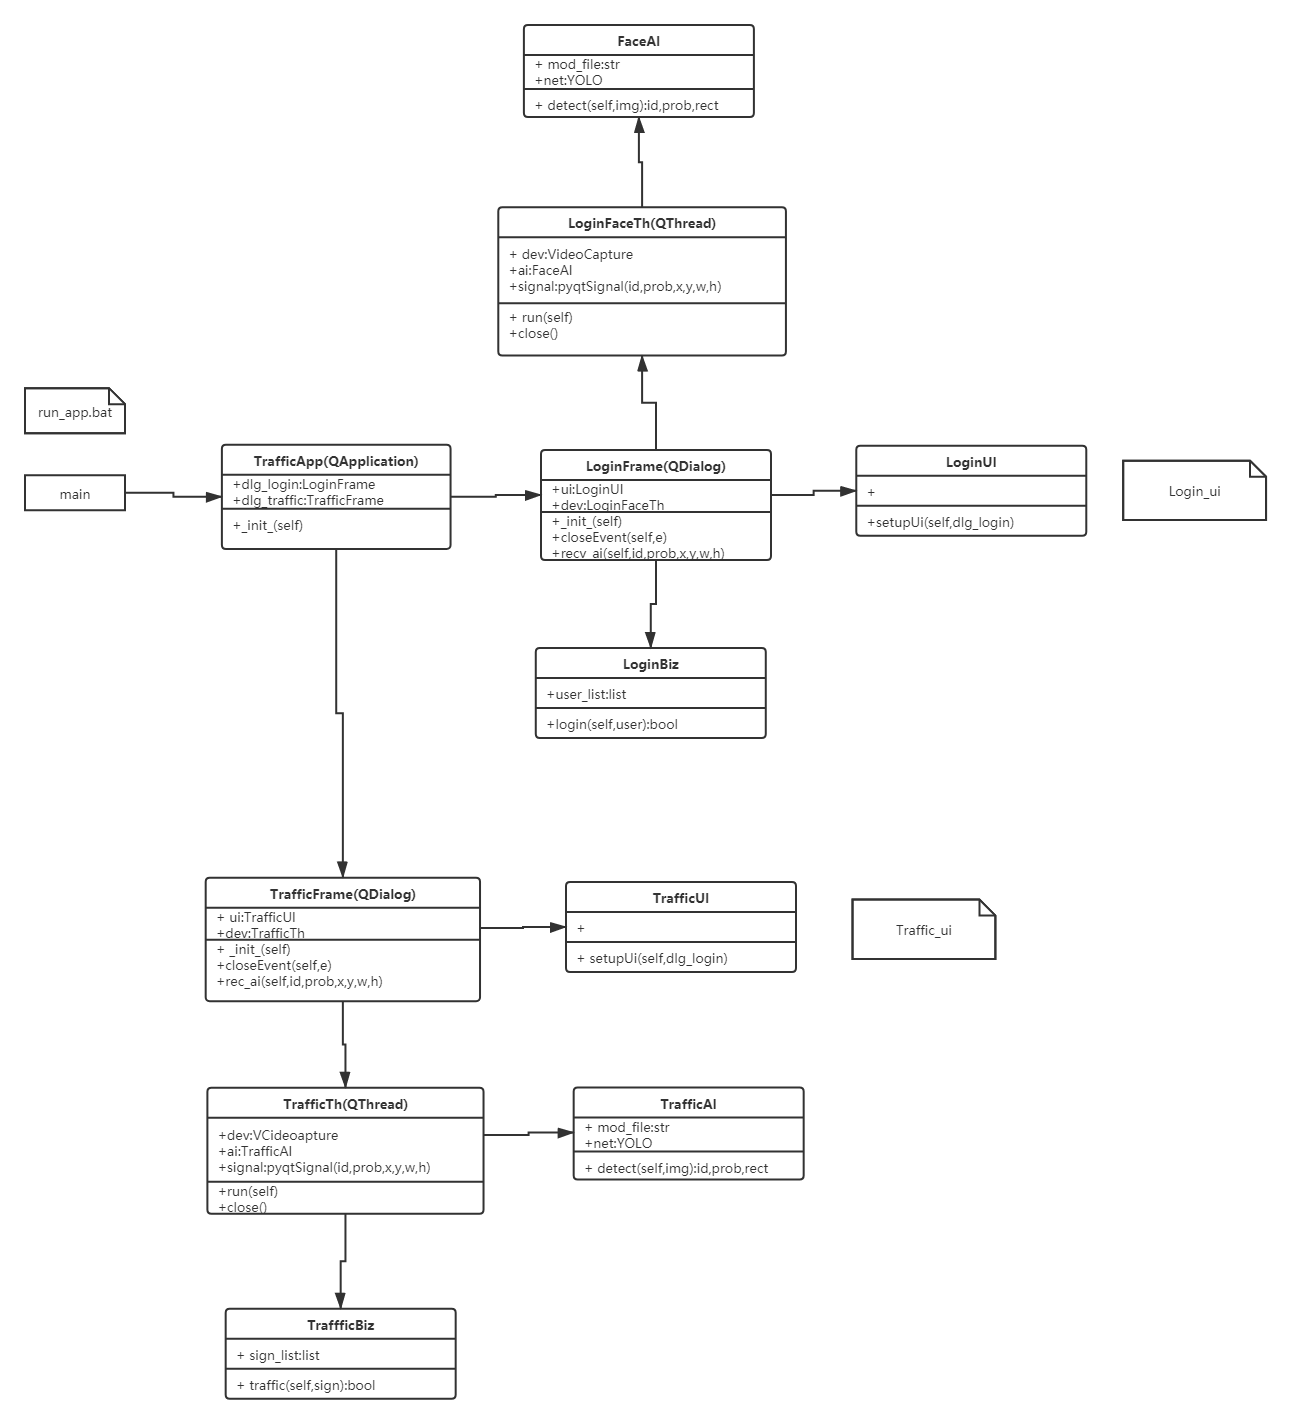 FaceAI
+ mod_file:str
+net:YOLO
+ detect(self,img):id,prob,rect
LoginFaceTh(QThread)
+ dev:VideoCapture
+ai:FaceAI
+signal:pyqtSignal(id,prob,x,y,w,h)
+ run(self)
+close()
run_app.bat
main
TrafficApp(QApplication)
+dlg_login:LoginFrame
+dlg_traffic:TrafficFrame
+_init_(self)
LoginFrame(QDialog)
+ui:LoginUI
+dev:LoginFaceTh
+_init_(self)
+closeEvent(self,e)
+recv_ai(self,id,prob,x,y,w,h)
LoginUI
+
+setupUi(self,dlg_login)
Login_ui
LoginBiz
+user_list:list
+login(self,user):bool
TrafficFrame(QDialog)
+ ui:TrafficUI
+dev:TrafficTh
+ _init_(self)
+closeEvent(self,e)
+rec_ai(self,id,prob,x,y,w,h)
TrafficUI
+
+ setupUi(self,dlg_login)
Traffic_ui
TrafficTh(QThread)
+dev:VCideoapture
+ai:TrafficAI
+signal:pyqtSignal(id,prob,x,y,w,h)
+run(self)
+close()
TrafficAI
+ mod_file:str
+net:YOLO
+ detect(self,img):id,prob,rect
TraffficBiz
+ sign_list:list
+ traffic(self,sign):bool